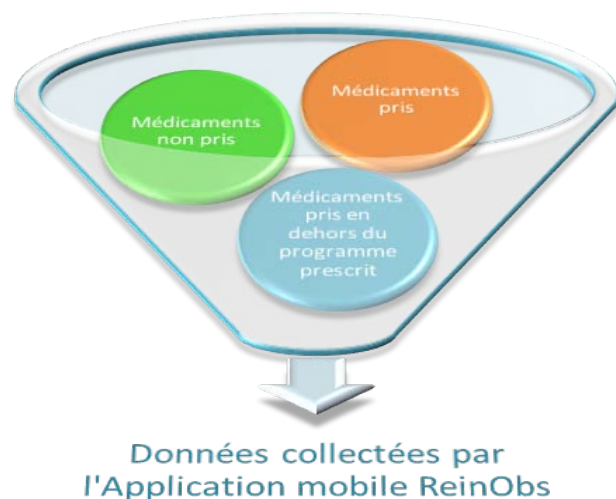 Médicaments
pris
Médicaments
non pris
Médicaments
pris en
dehors du
programme
prescrit
Données collectées par
l'Application mobile ReinObs